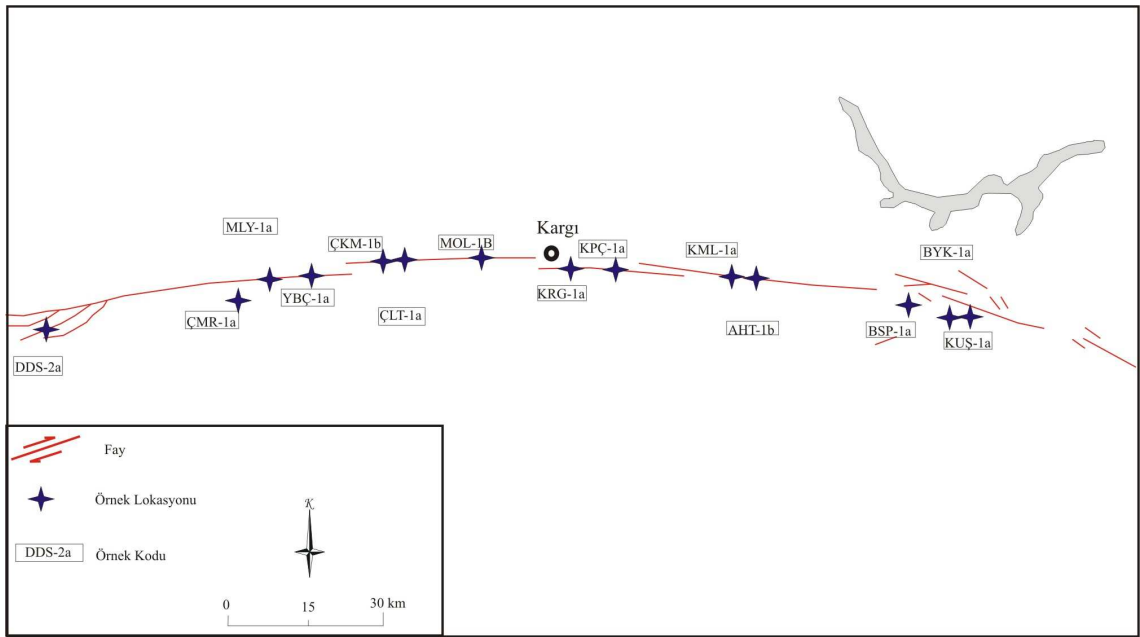 Kargı
MLY-1a
ÇKM-1b
MOL-1B
KPÇ-1a
KML-1a
BYK-1a
ÇMR-1a
YBÇ-1a
ÇLT-1a
KRG-1a
AHT-1b
BSP-1a
KUŞ-1a
DDS-2a
Fay
Örnek Lokasyonu
DDS-2a Örnek Kodu
K
0 15 30 km